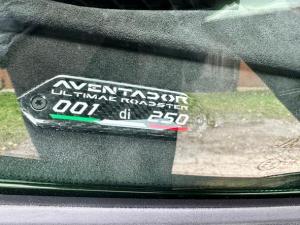 AVENTADOR
ULTIMAE ROADSTER
001 di 250